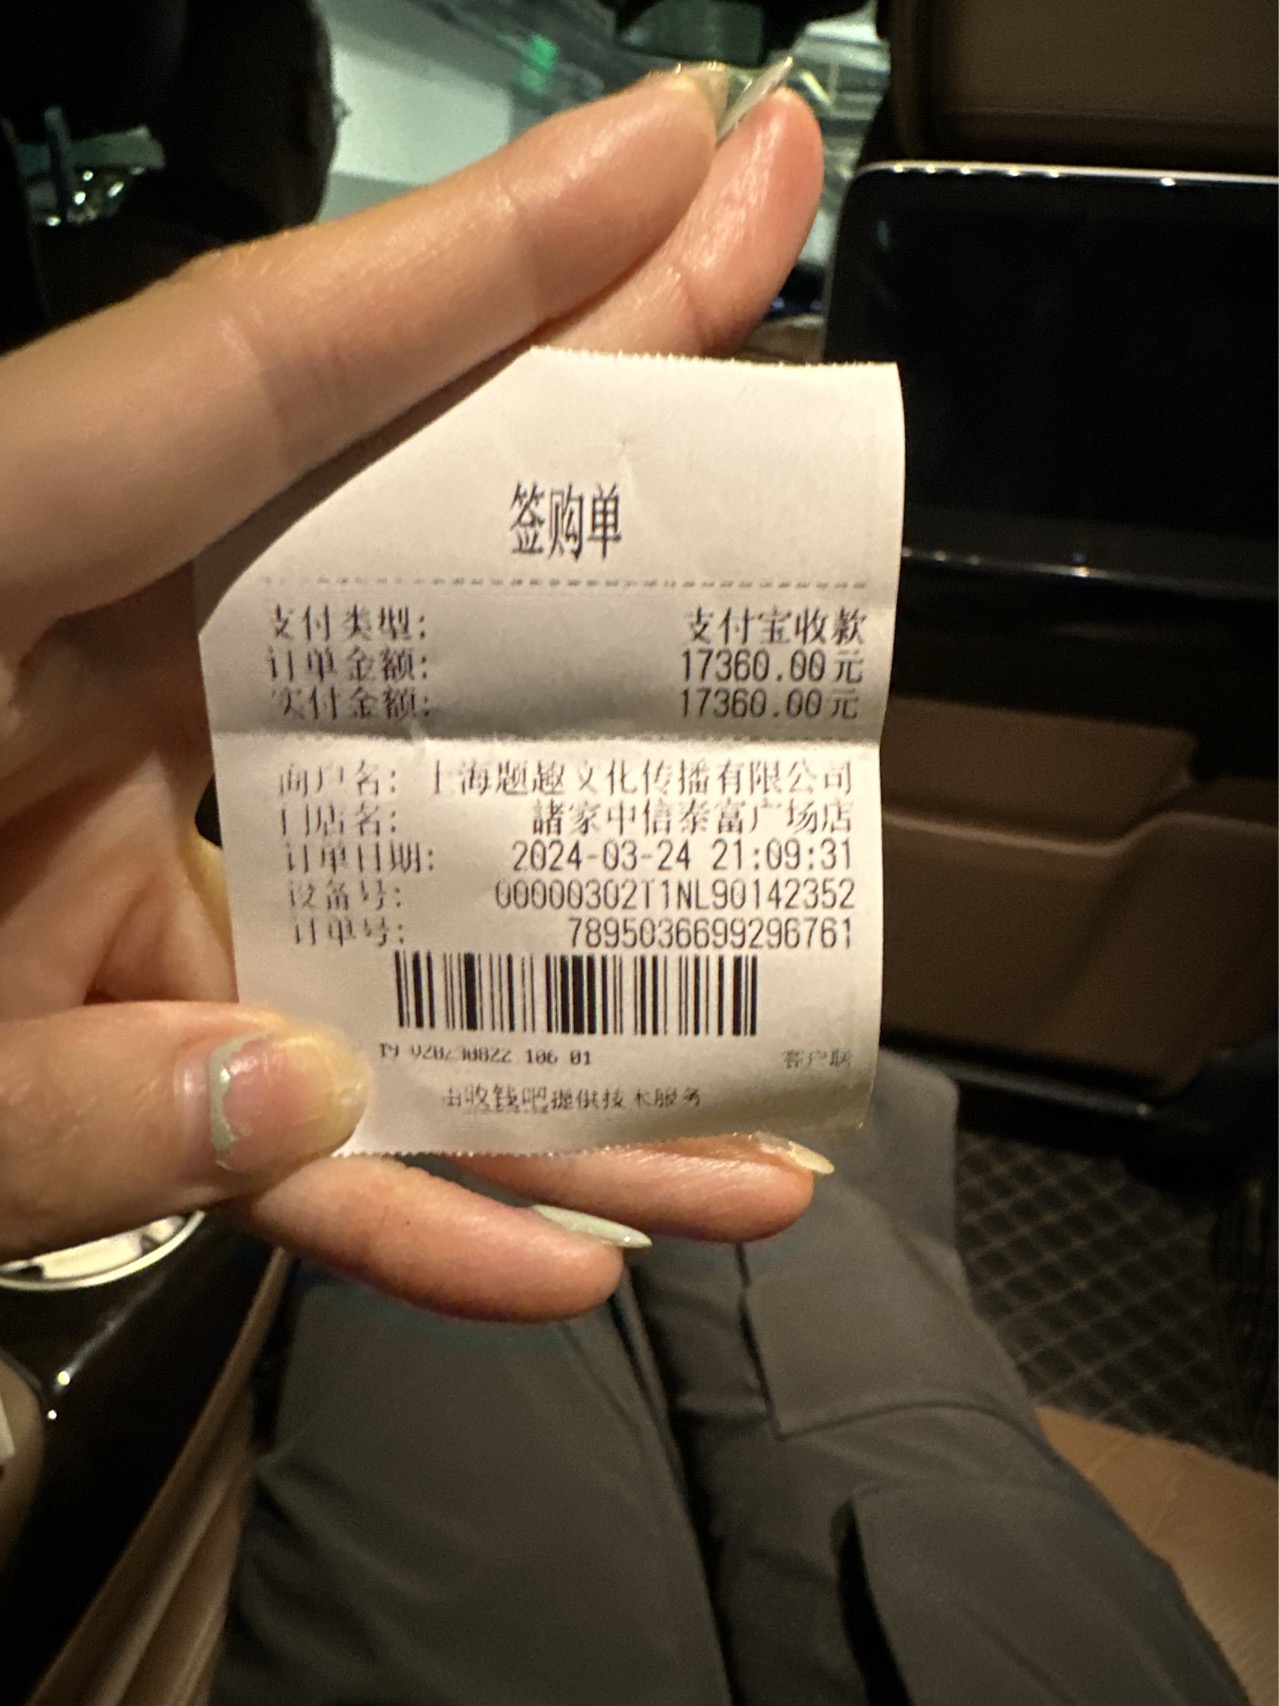 签购单
支付类型: 支付宝收款
订单金额: 17360.00元
实付金额: 17360.00元
商户名: 上海题趣文化传播有限公司
门店名: 諸家中信泰富广场店
订单日期: 2024-03-24 21:09:31
设备号: 00000302T1NL90142352
订单号: 7895036699296761
T9 V20230822 106 01 客户联
由收钱吧提供技术服务